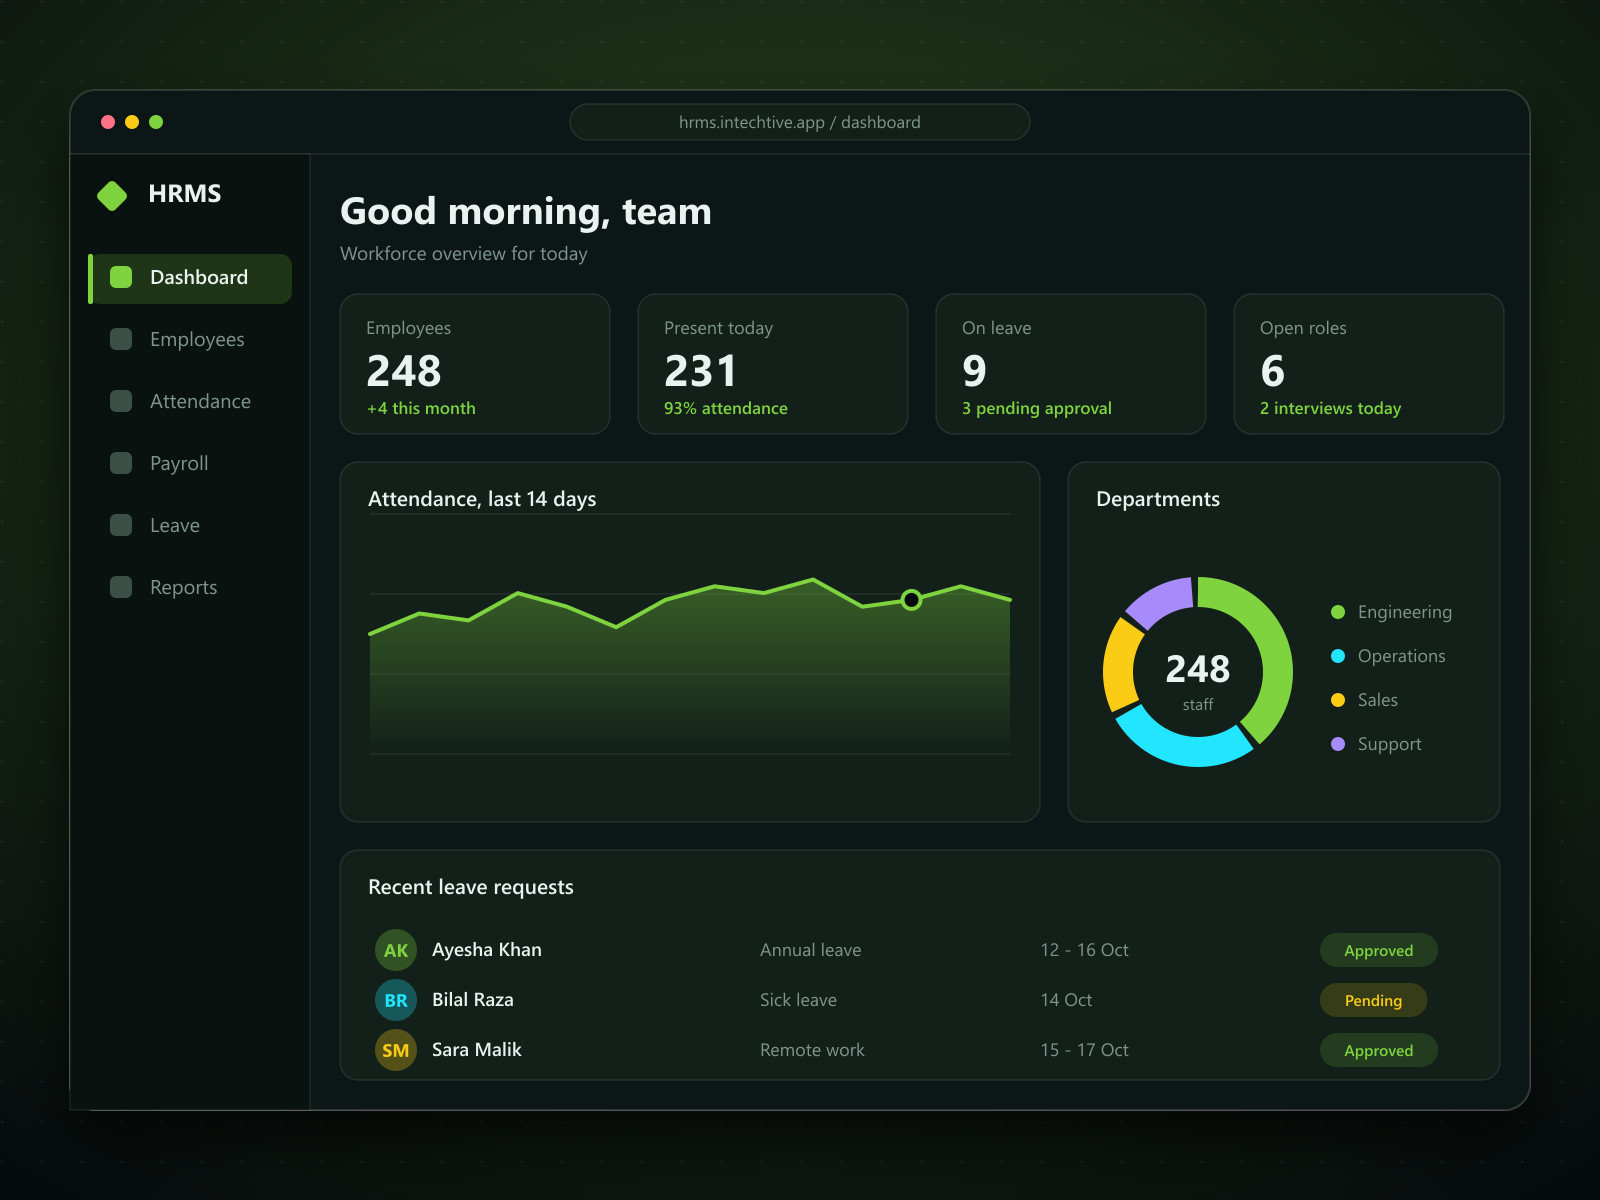 hrms.intechtive.app / dashboard
HRMS
Dashboard
Employees
Attendance
Payroll
Leave
Reports
Good morning, team
Workforce overview for today
Employees
248
+4 this month
Present today
231
93% attendance
On leave
9
3 pending approval
Open roles
6
2 interviews today
Attendance, last 14 days
Departments
248
staff
Engineering
Operations
Sales
Support
Recent leave requests
AK Ayesha Khan Annual leave 12 - 16 Oct Approved
BR Bilal Raza Sick leave 14 Oct Pending
SM Sara Malik Remote work 15 - 17 Oct Approved